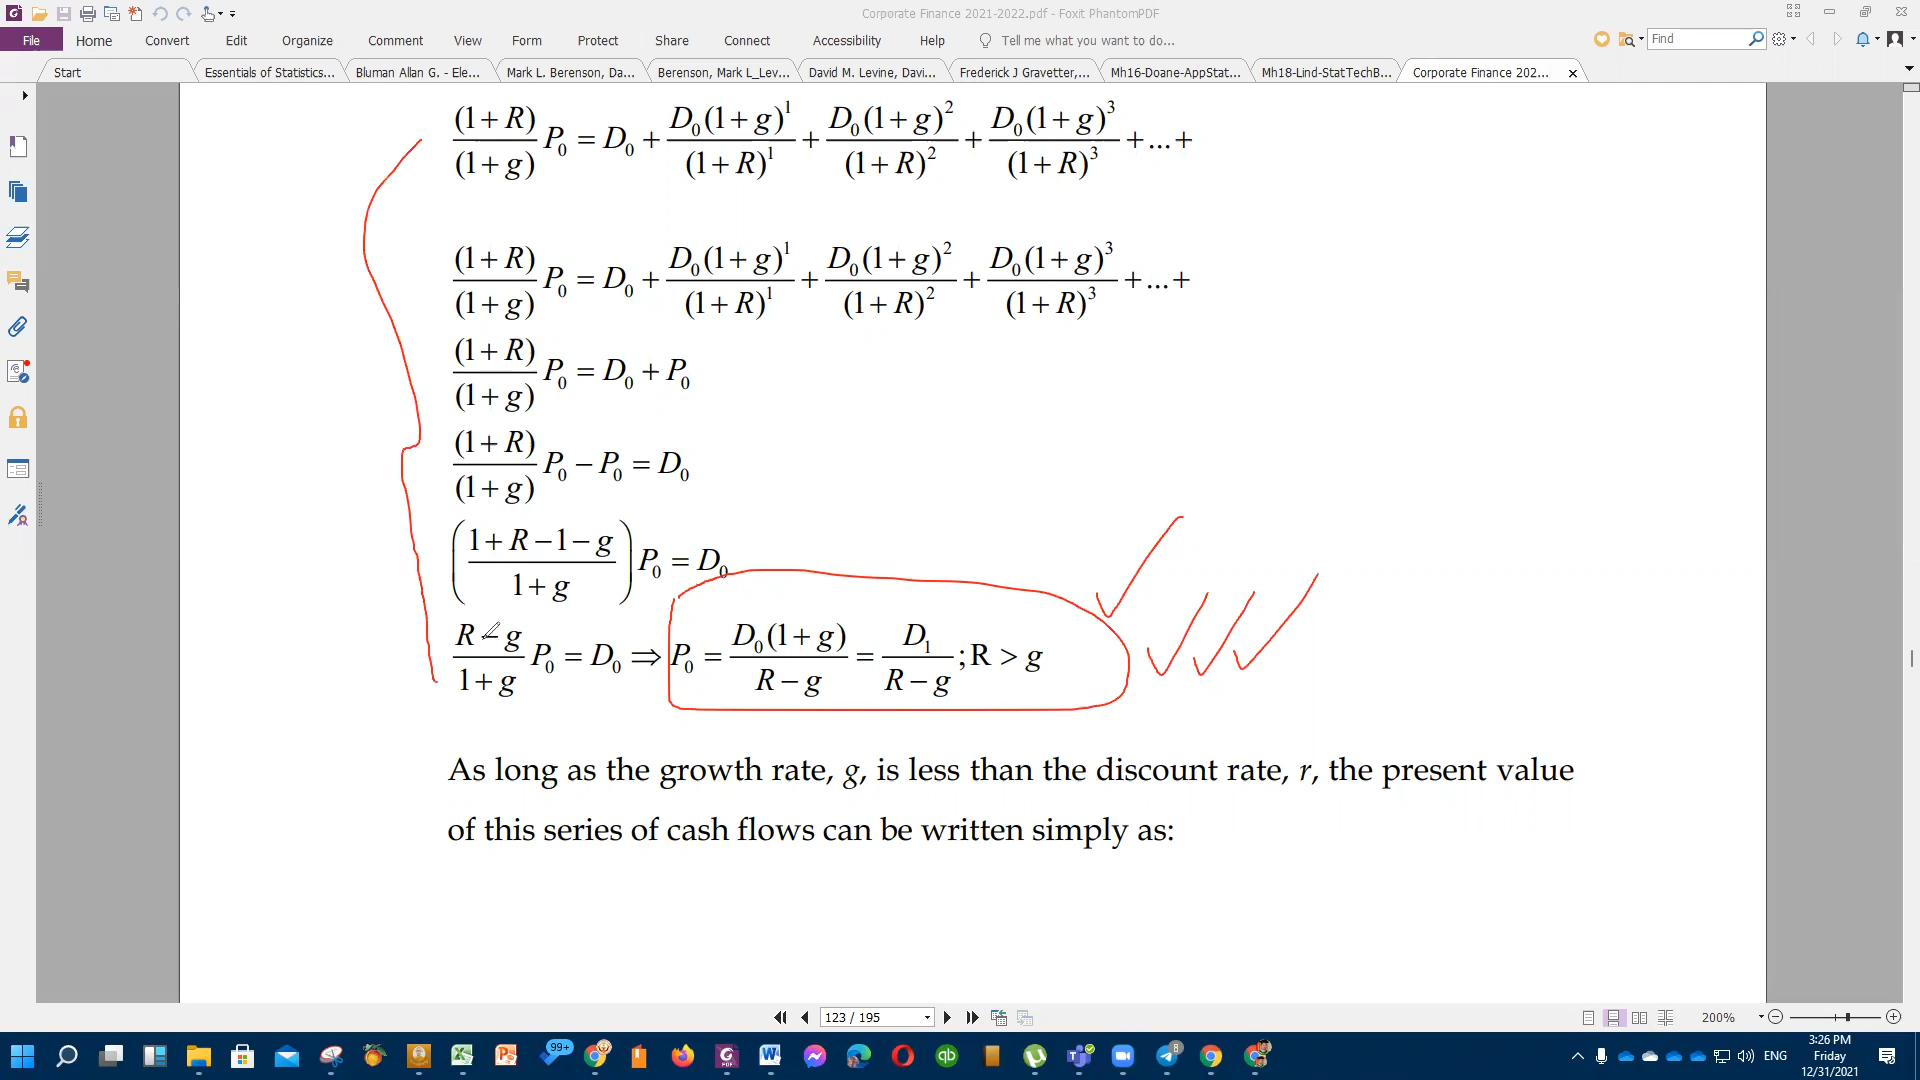 Corporate Finance 2021-2022.pdf - Foxit PhantomPDF
File Home Convert Edit Organize Comment View Form Protect Share Connect Accessibility Help Tell me what you want to do... Find
Start Essentials of Statistics... Bluman Allan G. - Ele... Mark L. Berenson, Da... Berenson, Mark L_Lev... David M. Levine, Davi... Frederick J Gravetter,... Mh16-Doane-AppStat... Mh18-Lind-StatTechB... Corporate Finance 202...
(1 + R)/(1 + g) P₀ = D₀ + D₀(1 + g)¹/(1 + R)¹ + D₀(1 + g)²/(1 + R)² + D₀(1 + g)³/(1 + R)³ + ... +
(1 + R)/(1 + g) P₀ = D₀ + D₀(1 + g)¹/(1 + R)¹ + D₀(1 + g)²/(1 + R)² + D₀(1 + g)³/(1 + R)³ + ... +
(1 + R)/(1 + g) P₀ = D₀ + P₀
(1 + R)/(1 + g) P₀ − P₀ = D₀
((1 + R − 1 − g)/(1 + g)) P₀ = D₀
(R − g)/(1 + g) P₀ = D₀ ⇒ P₀ = D₀(1 + g)/(R − g) = D₁/(R − g) ; R > g
As long as the growth rate, g, is less than the discount rate, r, the present value
of this series of cash flows can be written simply as:
123 / 195 200%
99+ 8 ENG
3:26 PM
Friday
12/31/2021